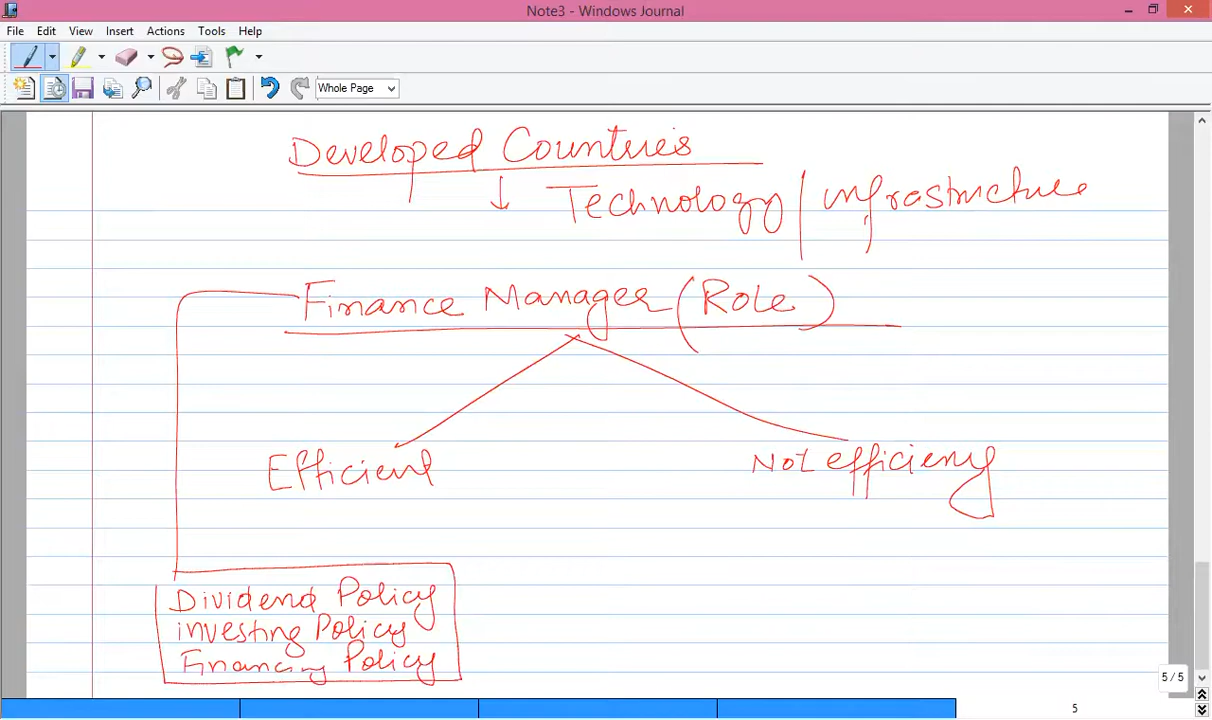 Note3 - Windows Journal
File Edit View Insert Actions Tools Help
Whole Page
Developed Countries
Technology | infrastructure
Finance Manager (Role)
Efficient
Not efficieny
Dividend Policy
investing Policy
Financing Policy
5 / 5
5